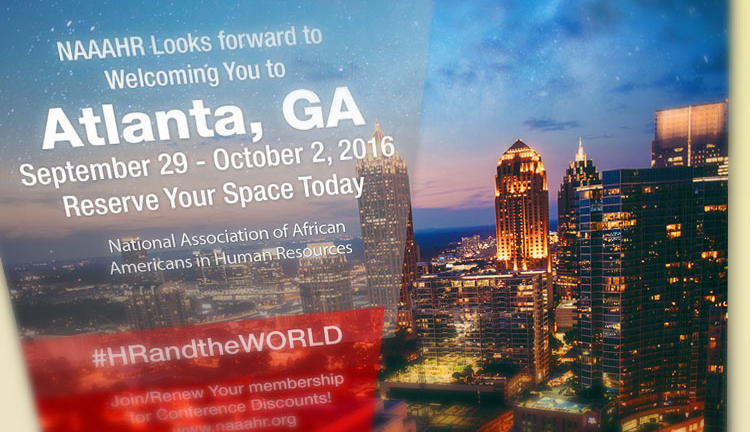 NAAAHR Looks forward to
Welcoming You to
Atlanta, GA
September 29 - October 2, 2016
Reserve Your Space Today
National Association of African
Americans in Human Resources
#HRandtheWORLD
Join/Renew Your membership
for Conference Discounts!
www.naaahr.org